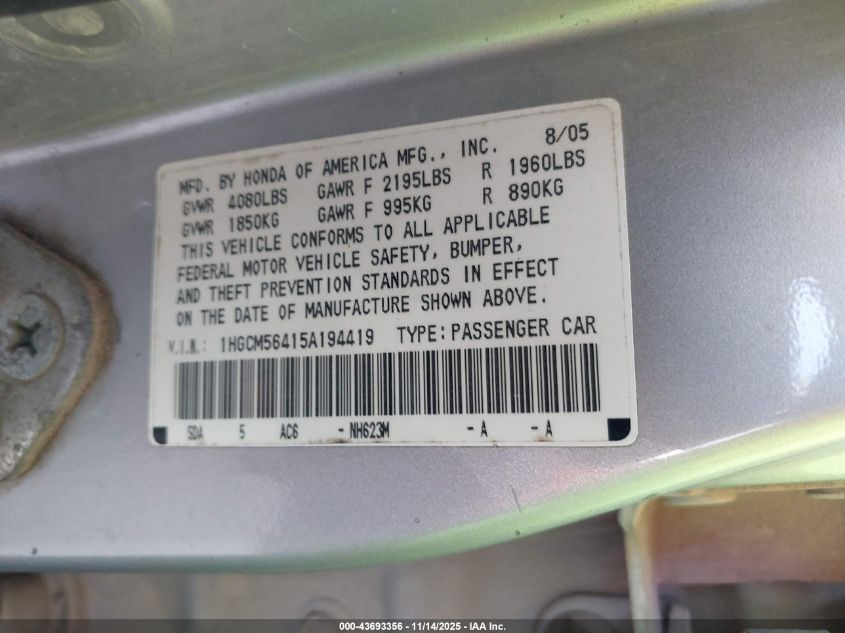 MFD. BY HONDA OF AMERICA MFG., INC. 8/05
GVWR 4080LBS GAWR F 2195LBS R 1960LBS
GVWR 1850KG GAWR F 995KG R 890KG
THIS VEHICLE CONFORMS TO ALL APPLICABLE
FEDERAL MOTOR VEHICLE SAFETY, BUMPER,
AND THEFT PREVENTION STANDARDS IN EFFECT
ON THE DATE OF MANUFACTURE SHOWN ABOVE.
V.I.N.: 1HGCM56415A194419 TYPE: PASSENGER CAR
SDA 5 AC6 - NH623M - A - A
000-43693356 - 11/14/2025 - IAA Inc.